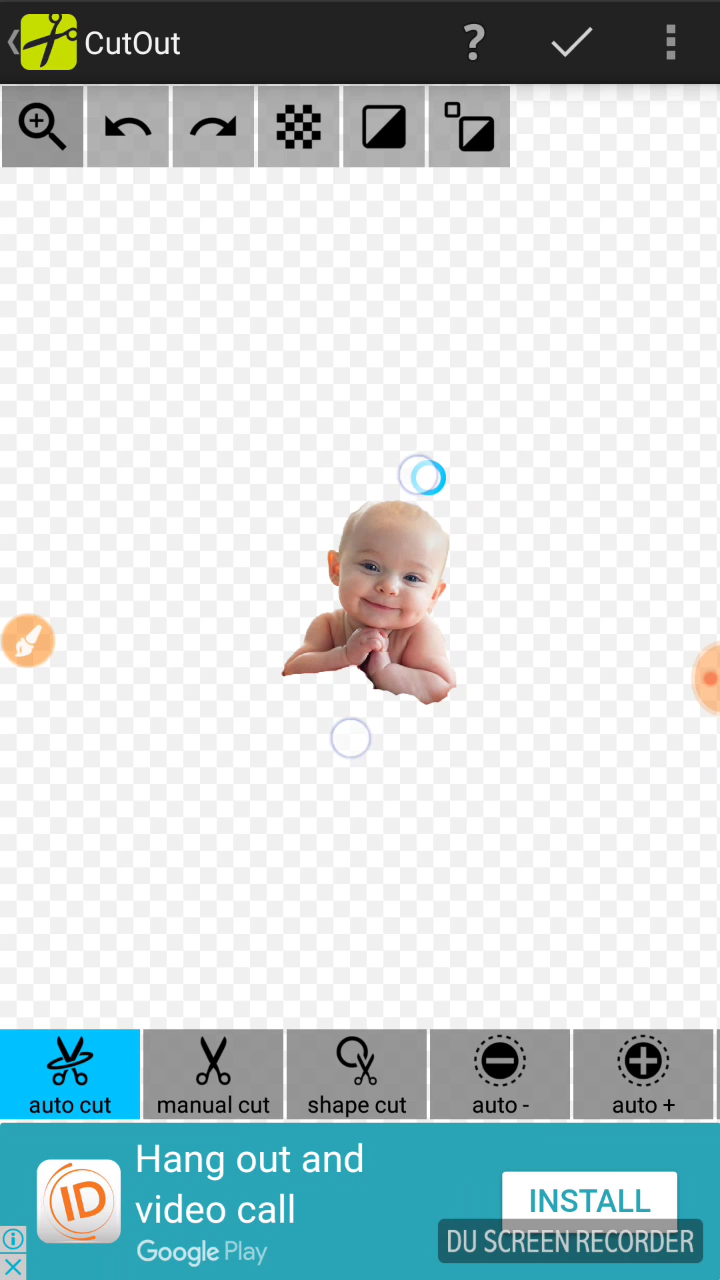 CutOut
auto cut
manual cut
shape cut
auto -
auto +
Hang out and
video call
Google Play
ID
INSTALL
DU SCREEN RECORDER